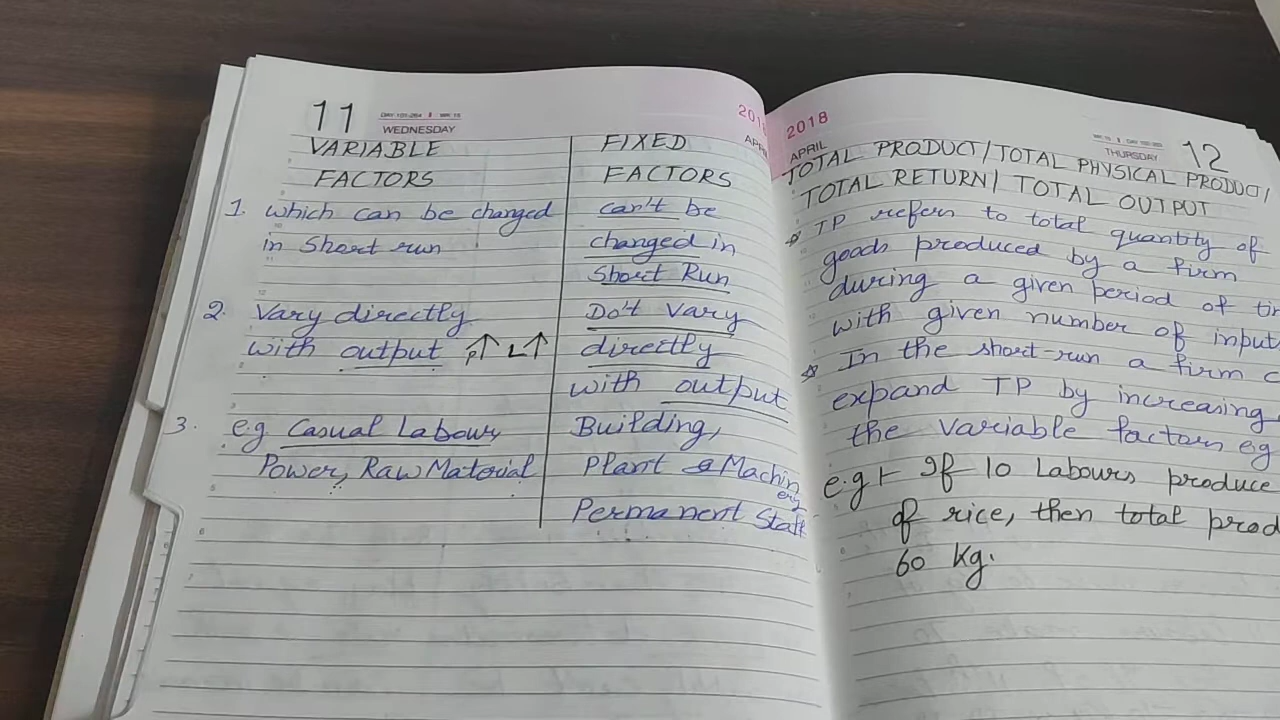 11
WEDNESDAY
VARIABLE
FACTORS
1. which can be changed
in Short run
2. Vary directly
with output P↑ L↑
3. e.g Casual Labour,
Power, Raw Material
FIXED
FACTORS
can't be
changed in
Short Run
Do't Vary
directly
with output
Building,
Plant & Machin
ery
Permanent Staff
2018
APRIL
THURSDAY
12
TOTAL PRODUCT/TOTAL PHYSICAL PRODUCT/
TOTAL RETURN/ TOTAL OUTPUT
TP refers to total quantity of
goods produced by a firm
during a given period of
with given number of input
In the short-run a firm
expand TP by increasing
the variable factors e.g
e.g :- If 10 Labours produce
of rice, then total prod
60 kg.